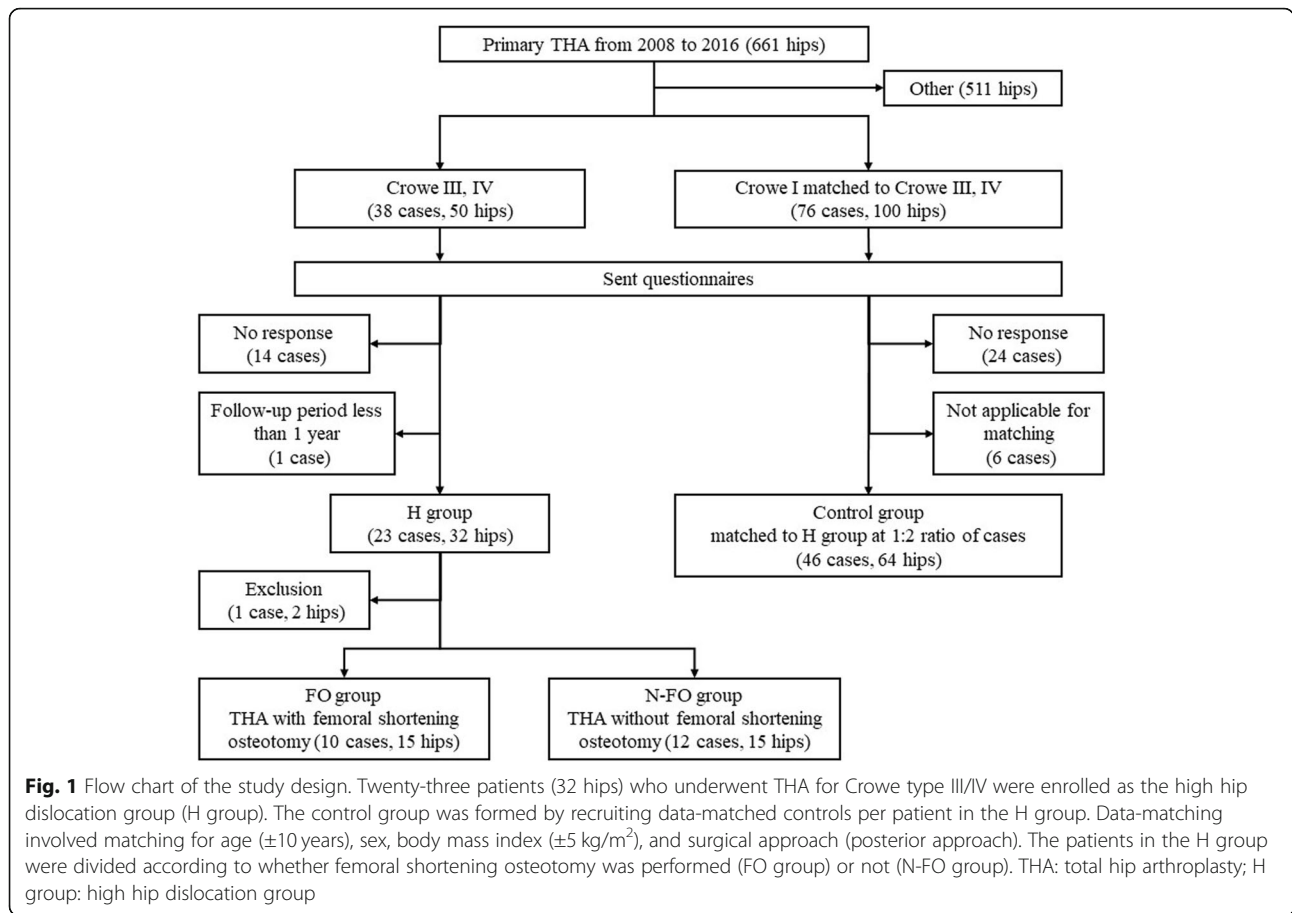 Primary THA from 2008 to 2016 (661 hips)
Other (511 hips)
Crowe III, IV
(38 cases, 50 hips)
Crowe I matched to Crowe III, IV
(76 cases, 100 hips)
Sent questionnaires
No response
(14 cases)
No response
(24 cases)
Follow-up period less
than 1 year
(1 case)
Not applicable for
matching
(6 cases)
H group
(23 cases, 32 hips)
Control group
matched to H group at 1:2 ratio of cases
(46 cases, 64 hips)
Exclusion
(1 case, 2 hips)
FO group
THA with femoral shortening
osteotomy (10 cases, 15 hips)
N-FO group
THA without femoral shortening
osteotomy (12 cases, 15 hips)
Fig. 1 Flow chart of the study design. Twenty-three patients (32 hips) who underwent THA for Crowe type III/IV were enrolled as the high hip
dislocation group (H group). The control group was formed by recruiting data-matched controls per patient in the H group. Data-matching
involved matching for age (±10 years), sex, body mass index (±5 kg/m²), and surgical approach (posterior approach). The patients in the H group
were divided according to whether femoral shortening osteotomy was performed (FO group) or not (N-FO group). THA: total hip arthroplasty; H
group: high hip dislocation group